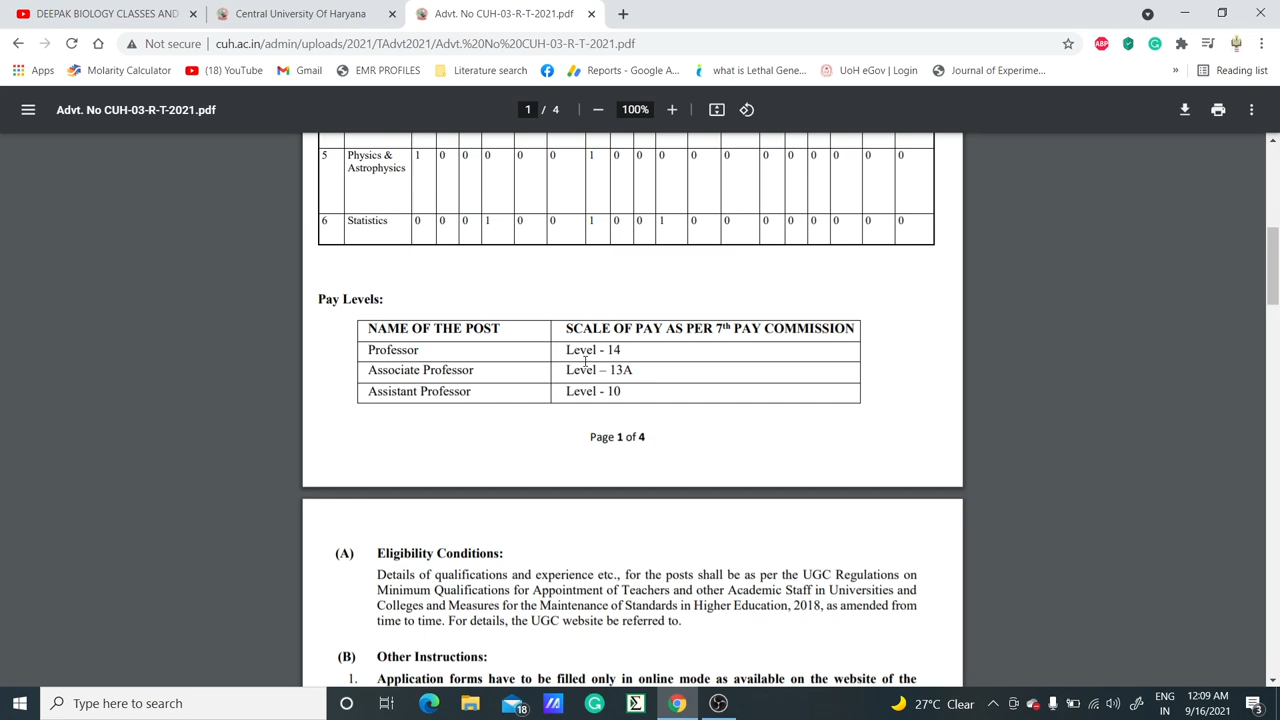 DEEPAK BIOLOGY CLASSES AND
Central University Of Haryana
Advt. No CUH-03-R-T-2021.pdf
Not secure
cuh.ac.in/admin/uploads/2021/TAdvt2021/Advt.%20No%20CUH-03-R-T-2021.pdf
ABP
Apps
Molarity Calculator
(18) YouTube
Gmail
EMR PROFILES
Literature search
Reports - Google A...
what is Lethal Gene...
UoH eGov | Login
Journal of Experime...
»
Reading list
Advt. No CUH-03-R-T-2021.pdf
1 / 4
100%
5 Physics & Astrophysics 1 0 0 0 0 0 1 0 0 0 0 0 0 0 0 0 0 0
6 Statistics 0 0 0 1 0 0 1 0 0 1 0 0 0 0 0 0 0 0
Pay Levels:
NAME OF THE POST SCALE OF PAY AS PER 7th PAY COMMISSION
Professor Level - 14
Associate Professor Level – 13A
Assistant Professor Level - 10
Page 1 of 4
(A) Eligibility Conditions:
Details of qualifications and experience etc., for the posts shall be as per the UGC Regulations on
Minimum Qualifications for Appointment of Teachers and other Academic Staff in Universities and
Colleges and Measures for the Maintenance of Standards in Higher Education, 2018, as amended from
time to time. For details, the UGC website be referred to.
(B) Other Instructions:
1. Application forms have to be filled only in online mode as available on the website of the
Type here to search
18
27°C Clear
ENG
IN
12:09 AM
9/16/2021
3